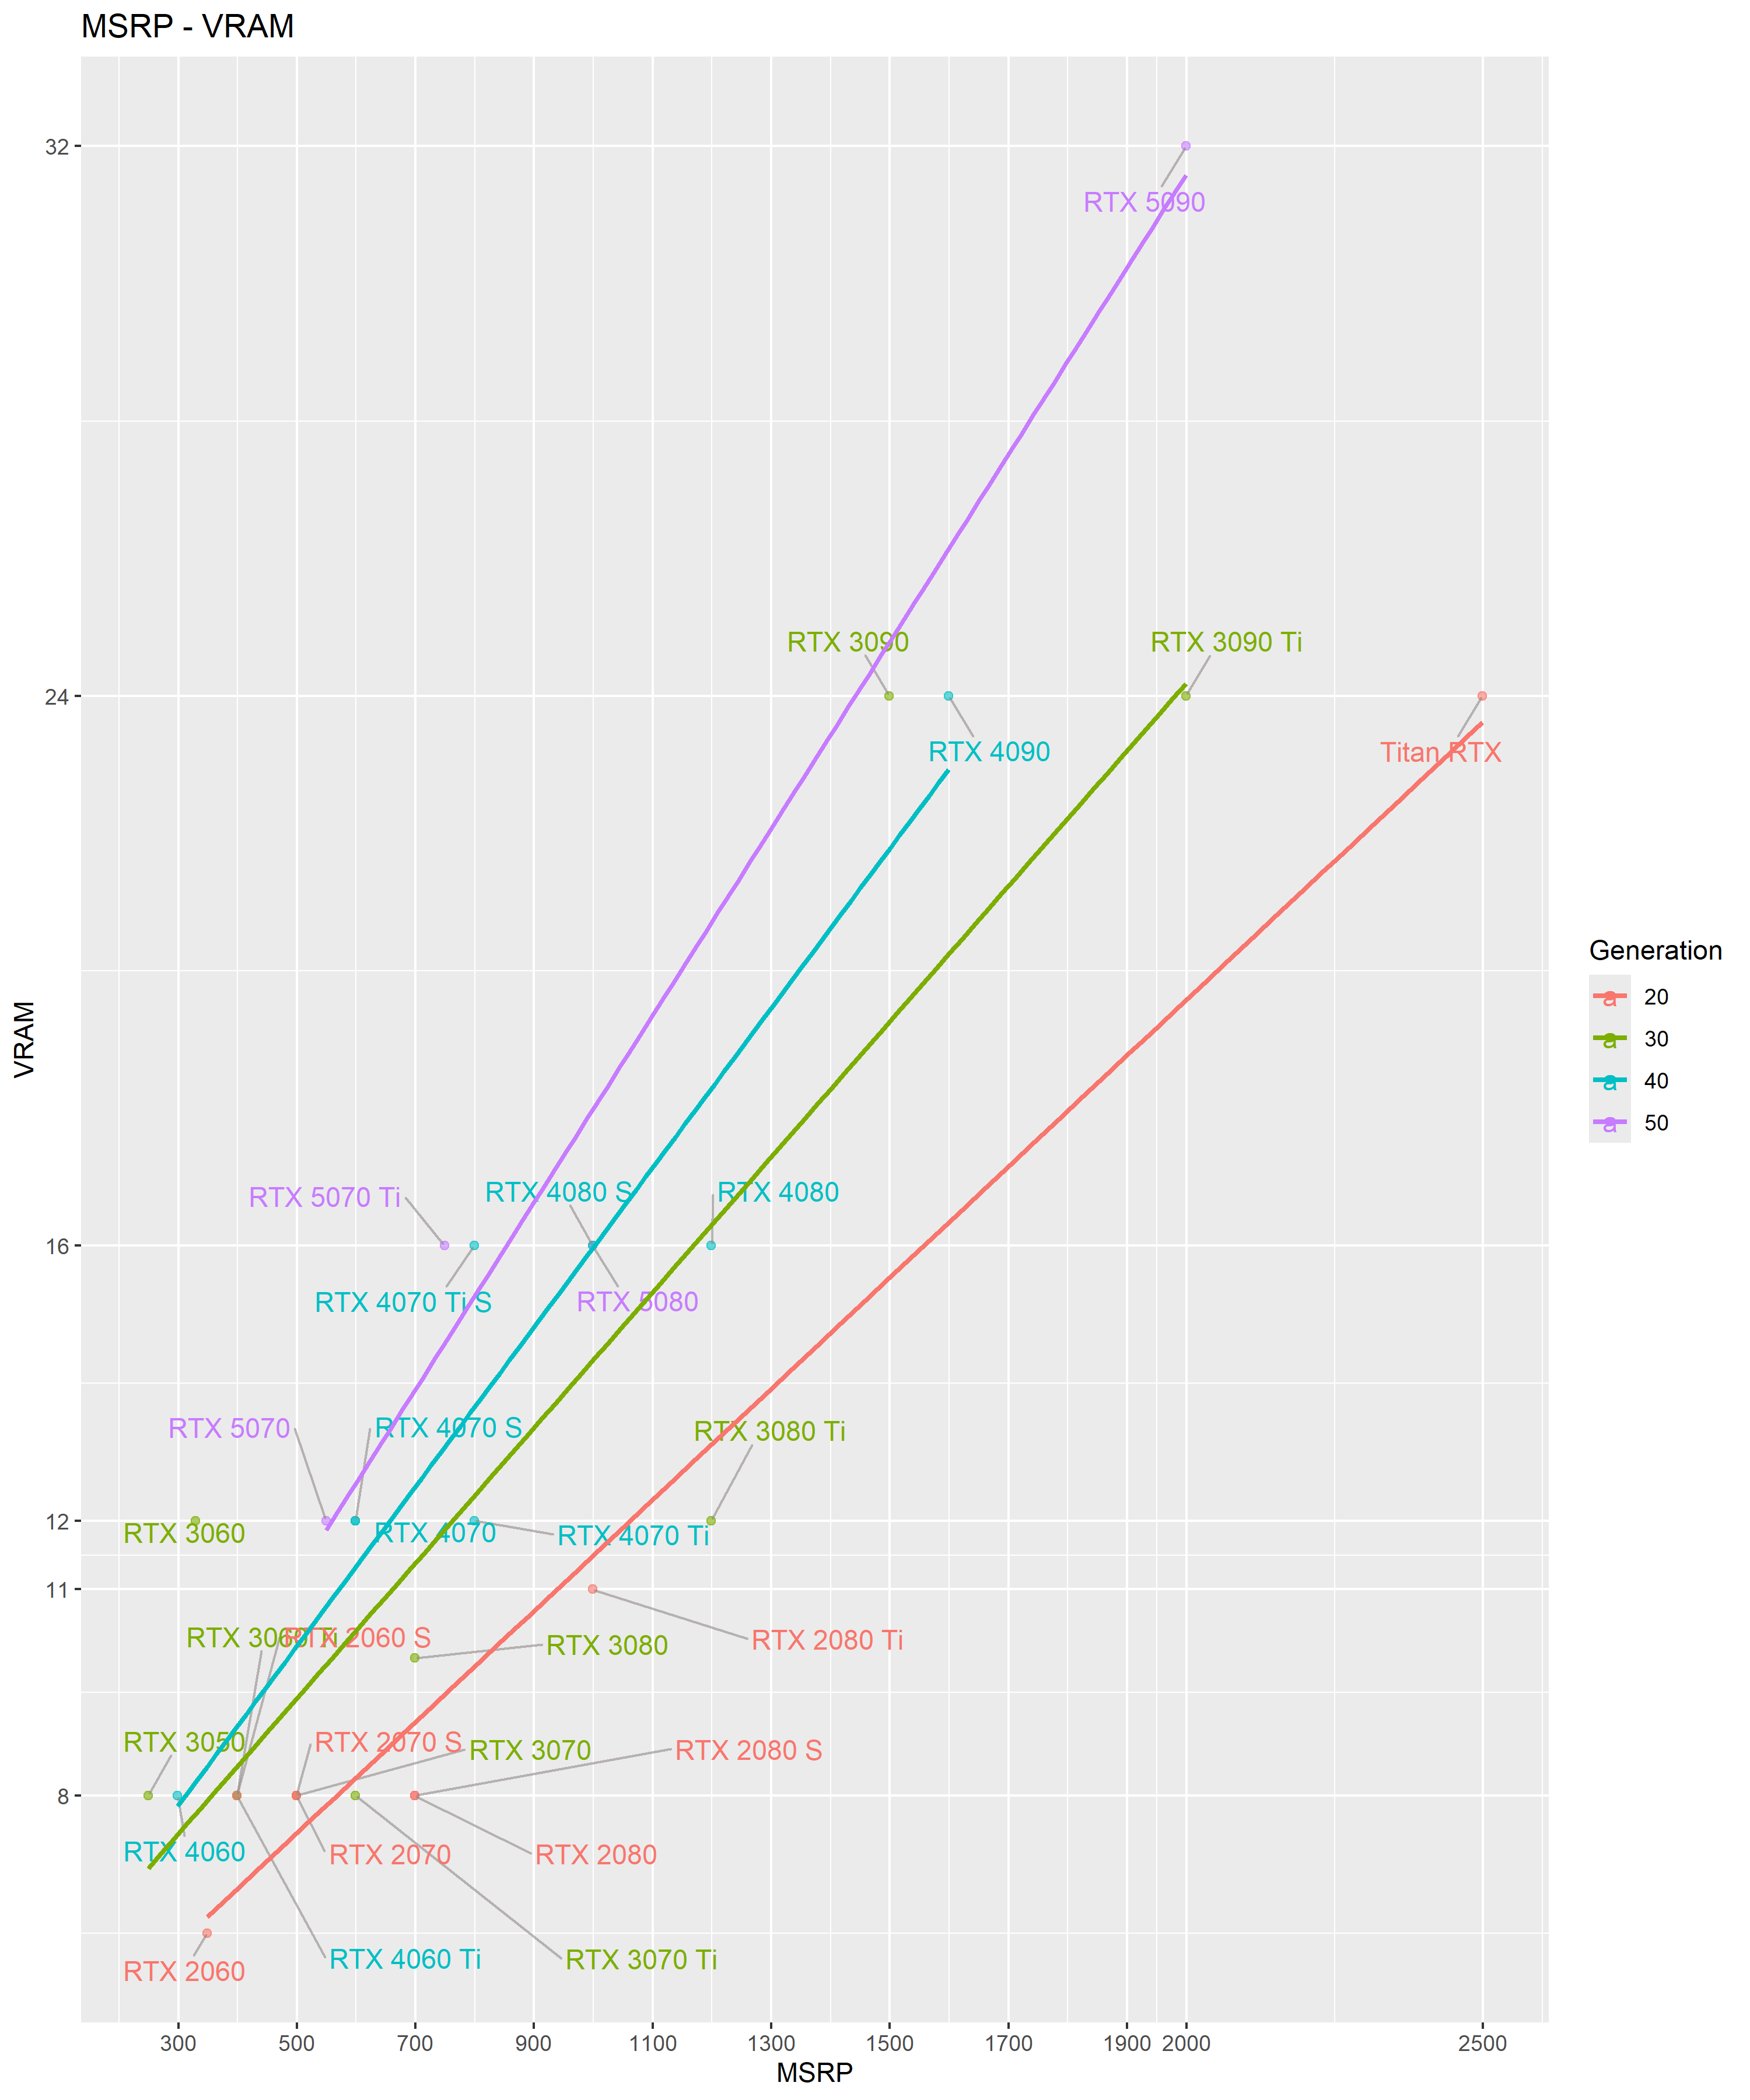 MSRP - VRAM
32
RTX 5090
RTX 3090
RTX 3090 Ti
24
RTX 4090
Titan RTX
Generation
20
30
40
50
VRAM
RTX 5070 Ti
RTX 4080 S
RTX 4080
16
RTX 4070 Ti S
RTX 5080
RTX 5070
RTX 4070 S
RTX 3080 Ti
12
RTX 3060
RTX 4070
RTX 4070 Ti
11
RTX 3060 Ti
RTX 2060 S
RTX 3080
RTX 2080 Ti
RTX 3050
RTX 2070 S
RTX 3070
RTX 2080 S
8
RTX 4060
RTX 2070
RTX 2080
RTX 2060
RTX 4060 Ti
RTX 3070 Ti
300 500 700 900 1100 1300 1500 1700 1900 2000 2500
MSRP